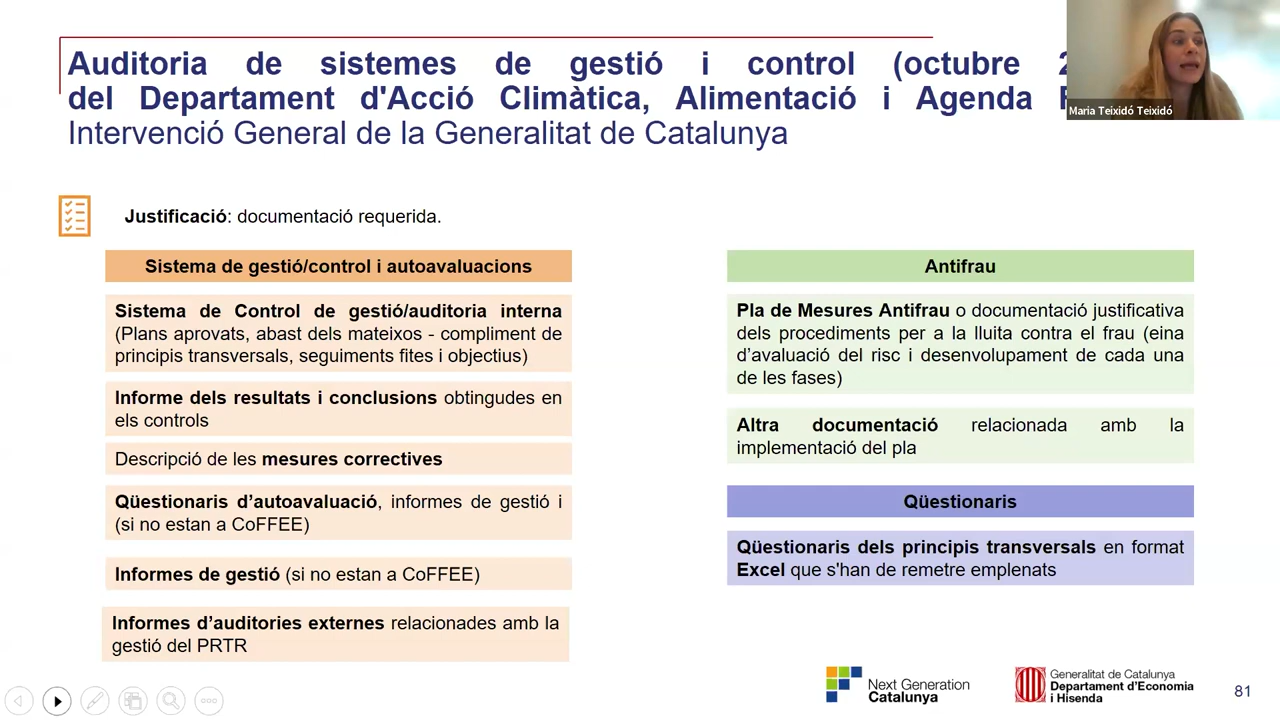 Auditoria de sistemes de gestió i control (octubre
del Departament d'Acció Climàtica, Alimentació i Agenda
Intervenció General de la Generalitat de Catalunya
Maria Teixidó Teixidó
Justificació: documentació requerida.
Sistema de gestió/control i autoavaluacions
Sistema de Control de gestió/auditoria interna
(Plans aprovats, abast dels mateixos - compliment de
principis transversals, seguiments fites i objectius)
Informe dels resultats i conclusions obtingudes en
els controls
Descripció de les mesures correctives
Qüestionaris d’autoavaluació, informes de gestió i
(si no estan a CoFFEE)
Informes de gestió (si no estan a CoFFEE)
Informes d’auditories externes relacionades amb la
gestió del PRTR
Antifrau
Pla de Mesures Antifrau o documentació justificativa
dels procediments per a la lluita contra el frau (eina
d’avaluació del risc i desenvolupament de cada una
de les fases)
Altra documentació relacionada amb la
implementació del pla
Qüestionaris
Qüestionaris dels principis transversals en format
Excel que s'han de remetre emplenats
Next Generation
Catalunya
Generalitat de Catalunya
Departament d’Economia
i Hisenda
81